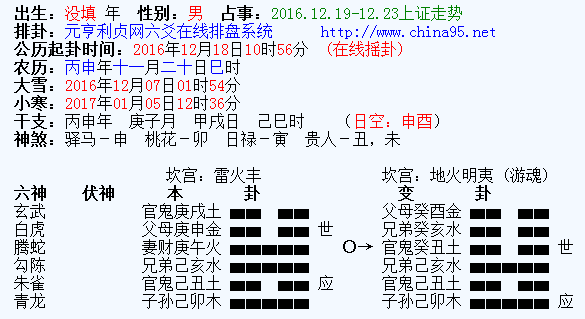 出生：没填 年　性别：男　占事：2016.12.19-12.23上证走势
排卦：元亨利贞网六爻在线排盘系统　　http://www.china95.net
公历起卦时间：2016年12月18日10时56分 （在线摇卦）
农历：丙申年十一月二十日巳时
大雪：2016年12月07日01时54分
小寒：2017年01月05日12时36分
干支：丙申年　庚子月　甲戌日　己巳时　（日空：申酉）
神煞：驿马－申　桃花－卯　日禄－寅　贵人－丑，未
坎宫：雷火丰　坎宫：地火明夷（游魂）
六神　伏神　本　卦　变　卦
玄武　官鬼庚戌土　父母癸酉金
白虎　父母庚申金　世　兄弟癸亥水
腾蛇　妻财庚午火　O→　官鬼癸丑土　世
勾陈　兄弟己亥水　兄弟己亥水
朱雀　官鬼己丑土　应　官鬼己丑土
青龙　子孙己卯木　子孙己卯木　应